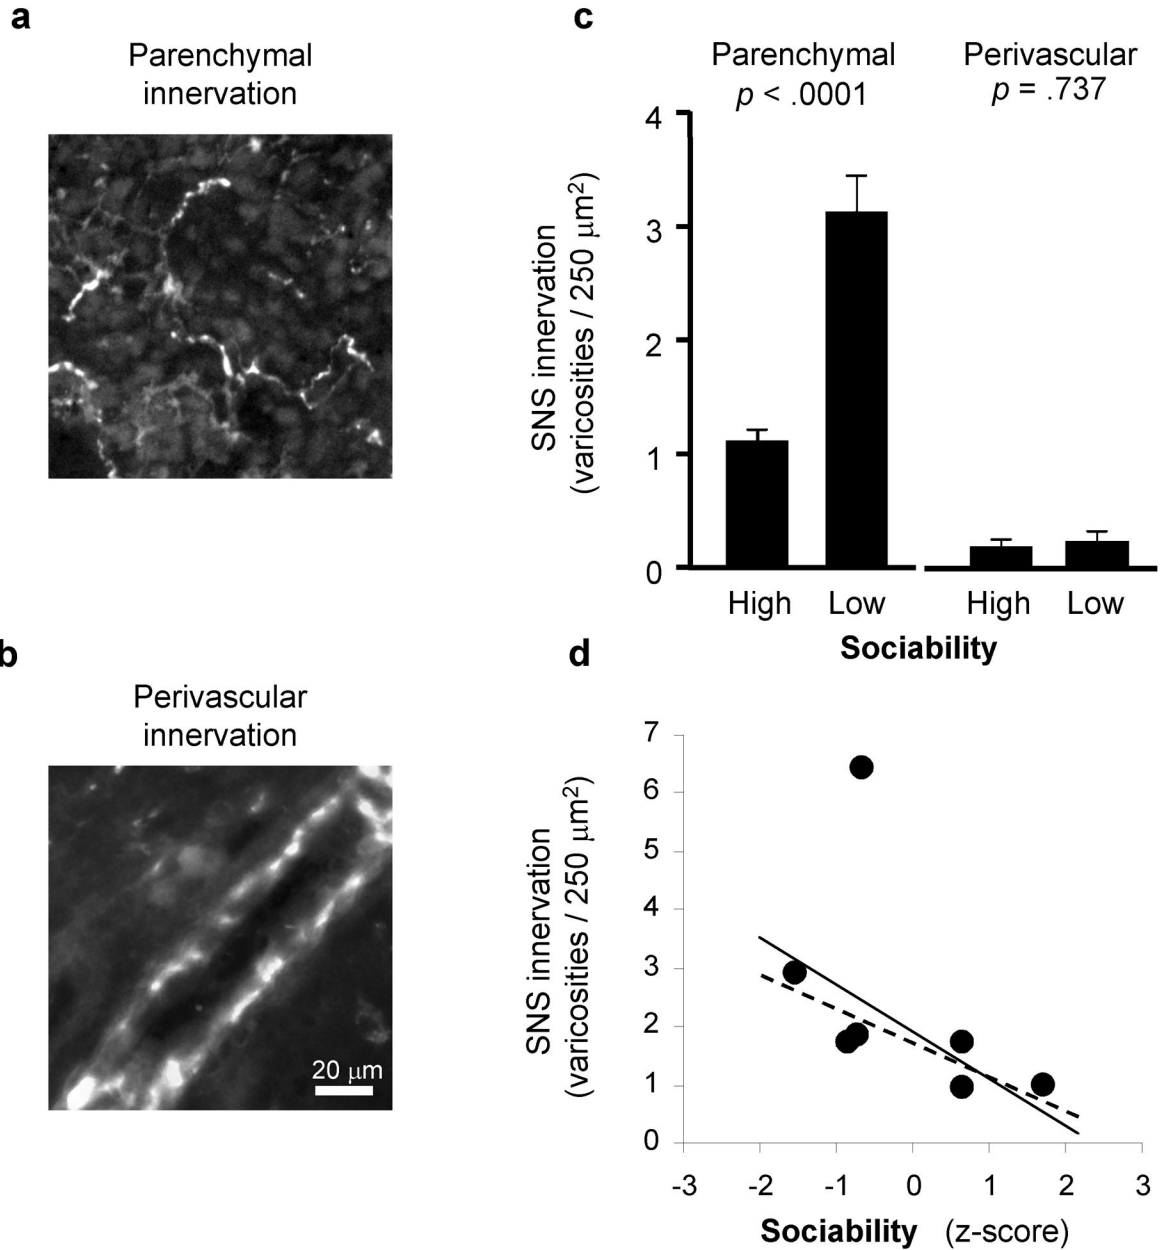 a
Parenchymal
innervation
b
Perivascular
innervation
20 μm
c
Parenchymal
p < .0001
Perivascular
p = .737
SNS innervation
(varicosities / 250 μm²)
4
3
2
1
0
High
Low
High
Low
Sociability
d
SNS innervation
(varicosities / 250 μm²)
7
6
5
4
3
2
1
0
-3
-2
-1
0
1
2
3
Sociability (z-score)